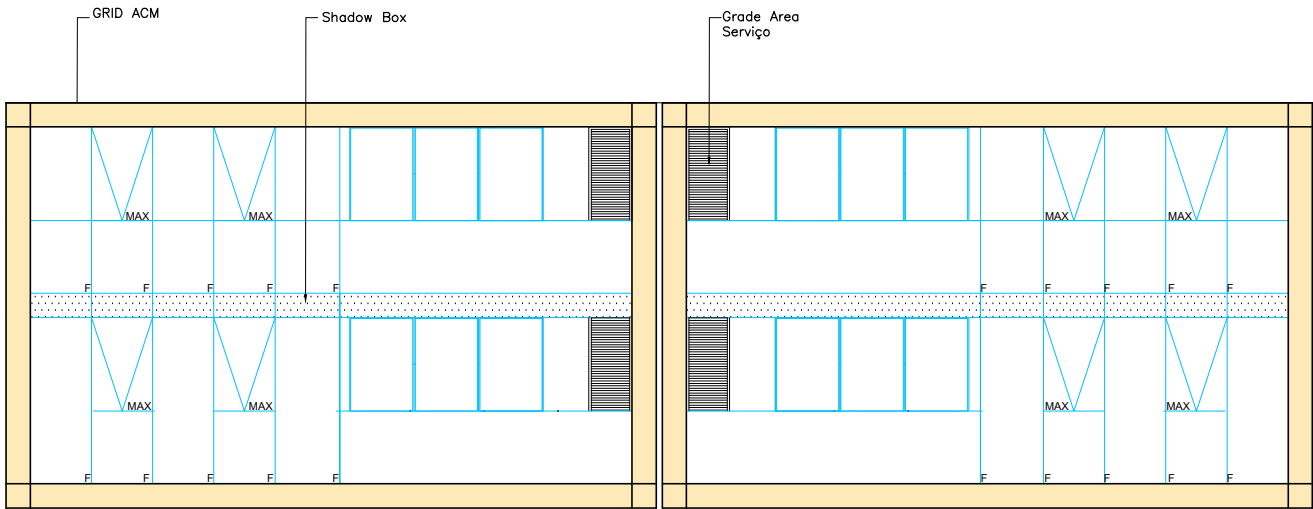 GRID ACM
Shadow Box
Grade Area
Serviço
MAX MAX MAX MAX
F F F F F F F F F F
MAX MAX MAX MAX
F F F F F F F F F F